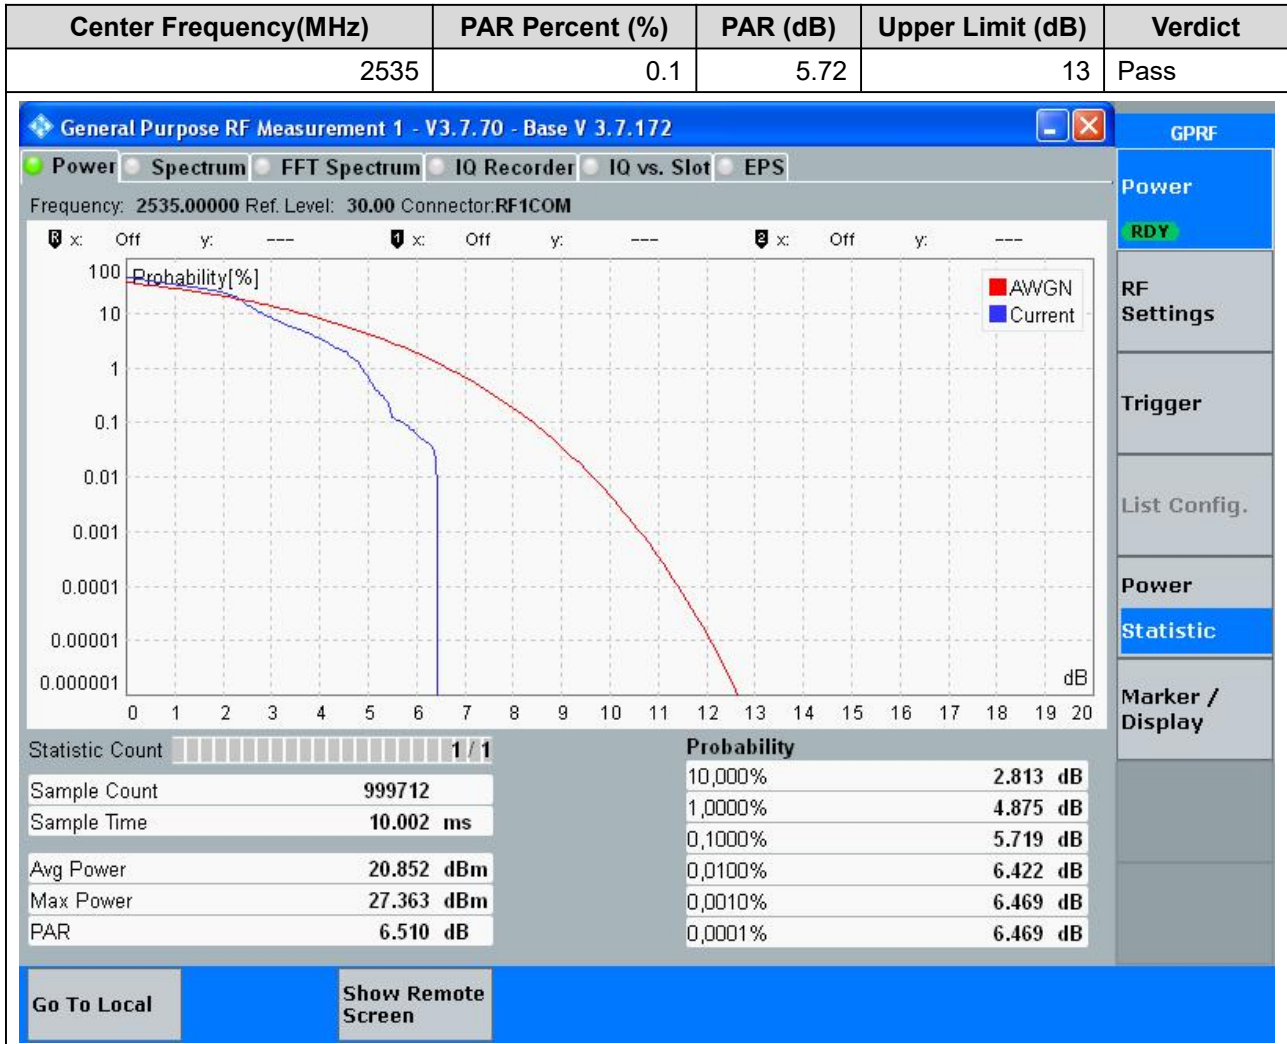 Center Frequency(MHz) PAR Percent (%) PAR (dB) Upper Limit (dB) Verdict
2535 0.1 5.72 13 Pass
General Purpose RF Measurement 1 - V3.7.70 - Base V 3.7.172
GPRF
Power Spectrum FFT Spectrum IQ Recorder IQ vs. Slot EPS
Power
RDY
Frequency: 2535.00000 Ref. Level: 30.00 Connector:RF1COM
R x: Off y: --- 1 x: Off y: --- 2 x: Off y: ---
Probability[%]
AWGN
Current
100
10
1
0.1
0.01
0.001
0.0001
0.00001
0.000001
dB
0 1 2 3 4 5 6 7 8 9 10 11 12 13 14 15 16 17 18 19 20
RF
Settings
Trigger
List Config.
Power
Statistic
Marker /
Display
Statistic Count 1 / 1
Sample Count 999712
Sample Time 10.002 ms
Avg Power 20.852 dBm
Max Power 27.363 dBm
PAR 6.510 dB
Probability
10,000% 2.813 dB
1,0000% 4.875 dB
0,1000% 5.719 dB
0,0100% 6.422 dB
0,0010% 6.469 dB
0,0001% 6.469 dB
Go To Local
Show Remote
Screen